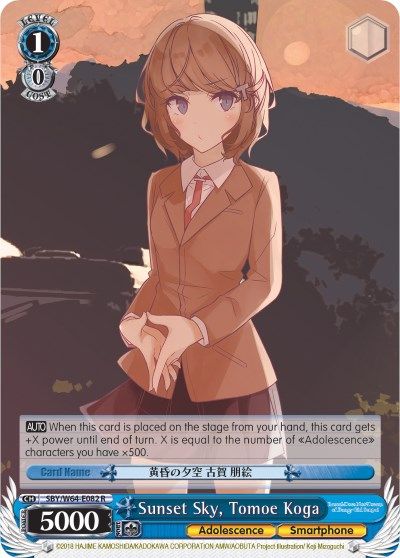 LEVEL
1
0
COST
AUTO When this card is placed on the stage from your hand, this card gets
+X power until end of turn. X is equal to the number of «Adolescence»
characters you have ×500.
Card Name 黄昏の夕空 古賀 朋絵
CH SBY/W64-E082 R
5000
Sunset Sky, Tomoe Koga
Adolescence Smartphone
©2018 HAJIME KAMOSHIDA/KADOKAWA CORPORATION AMW/AOBUTA Project Illustration/ Keji Mizoguchi